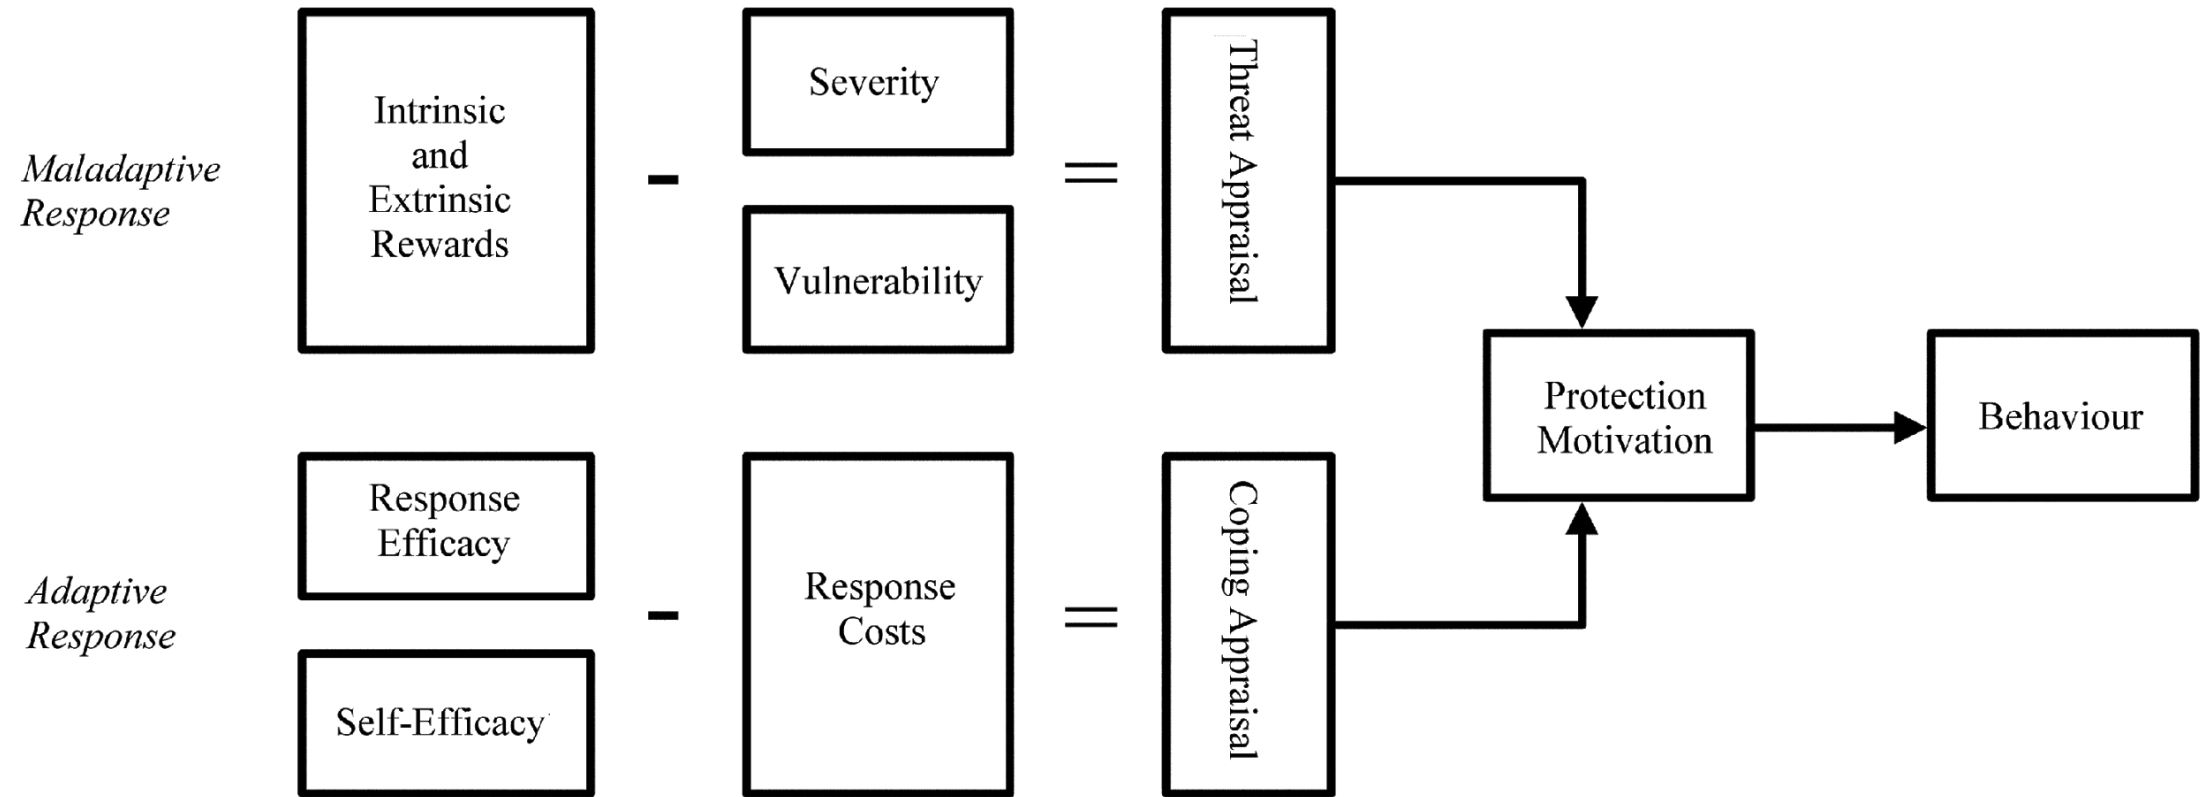 Maladaptive
Response
Intrinsic
and
Extrinsic
Rewards
-
Severity
Vulnerability
=
Threat Appraisal
Adaptive
Response
Response
Efficacy
Self-Efficacy
-
Response
Costs
=
Coping Appraisal
Protection
Motivation
Behaviour